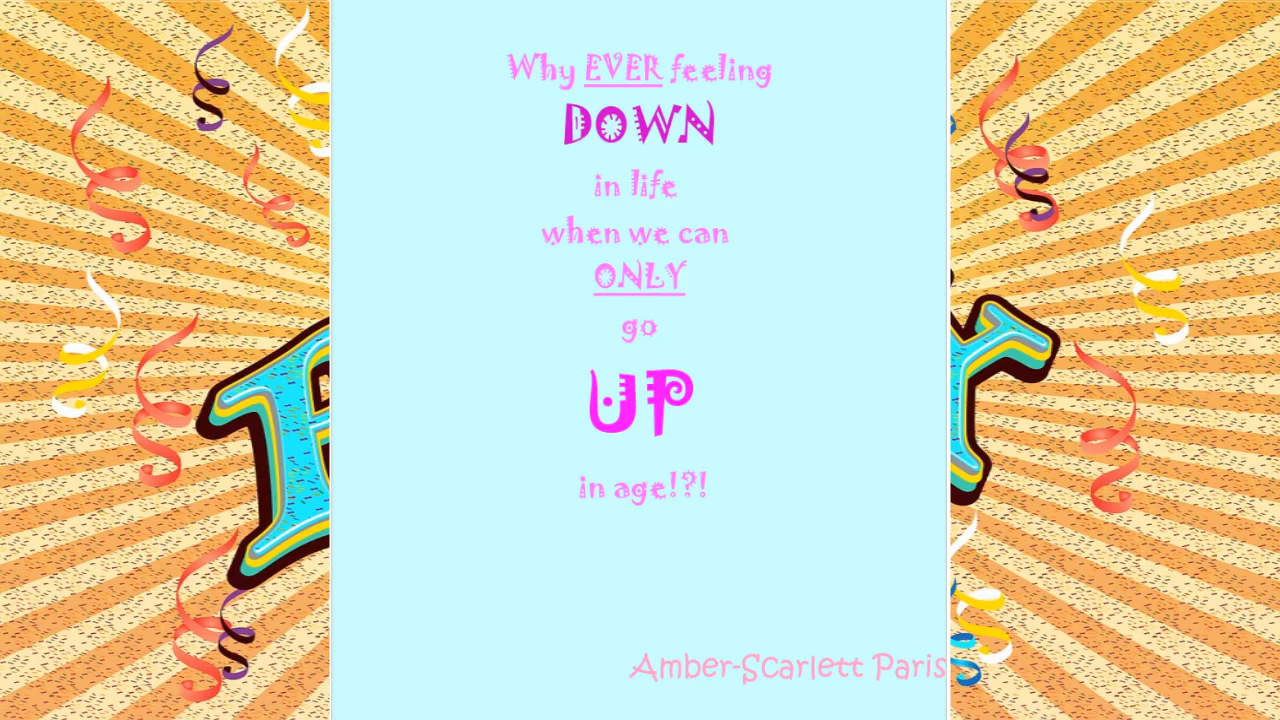 Why EVER feeling
DOWN
in life
when we can
ONLY
go
UP
in age!?!
Amber-Scarlett Paris